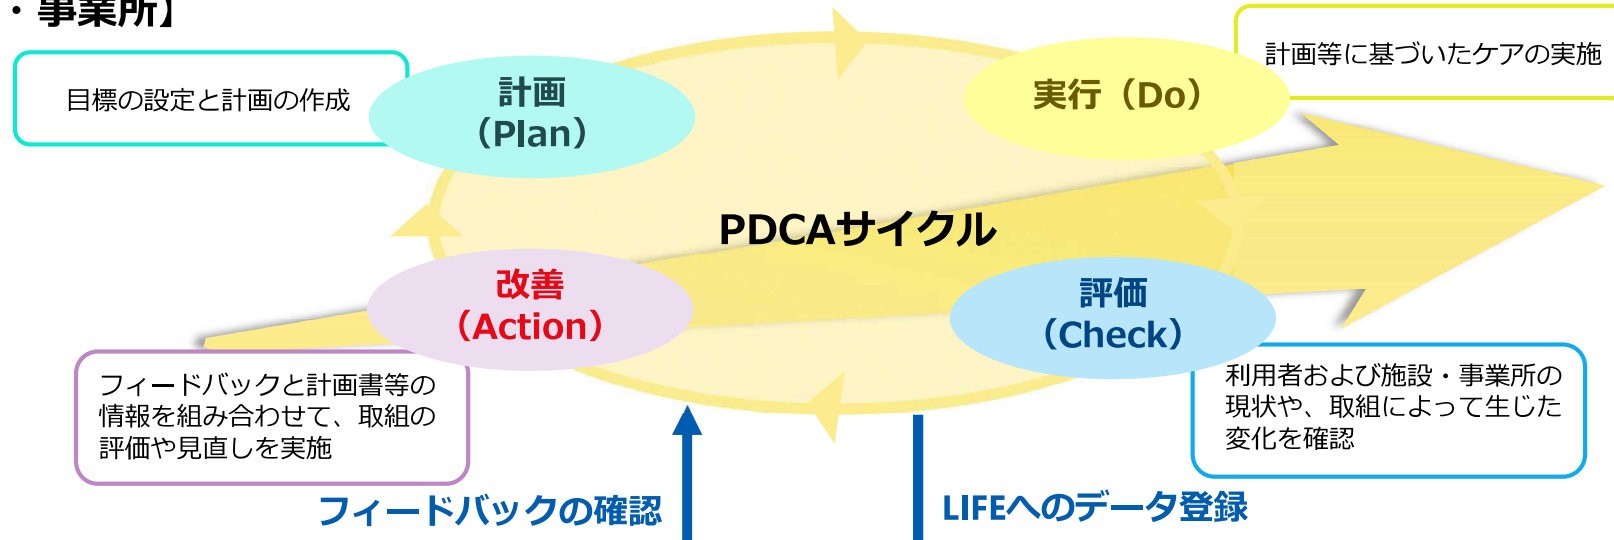 ・事業所】
目標の設定と計画の作成
計画
（Plan）
実行（Do）
計画等に基づいたケアの実施
PDCAサイクル
改善
（Action）
評価
（Check）
フィードバックと計画書等の
情報を組み合わせて、取組の
評価や見直しを実施
利用者および施設・事業所の
現状や、取組によって生じた
変化を確認
フィードバックの確認
LIFEへのデータ登録